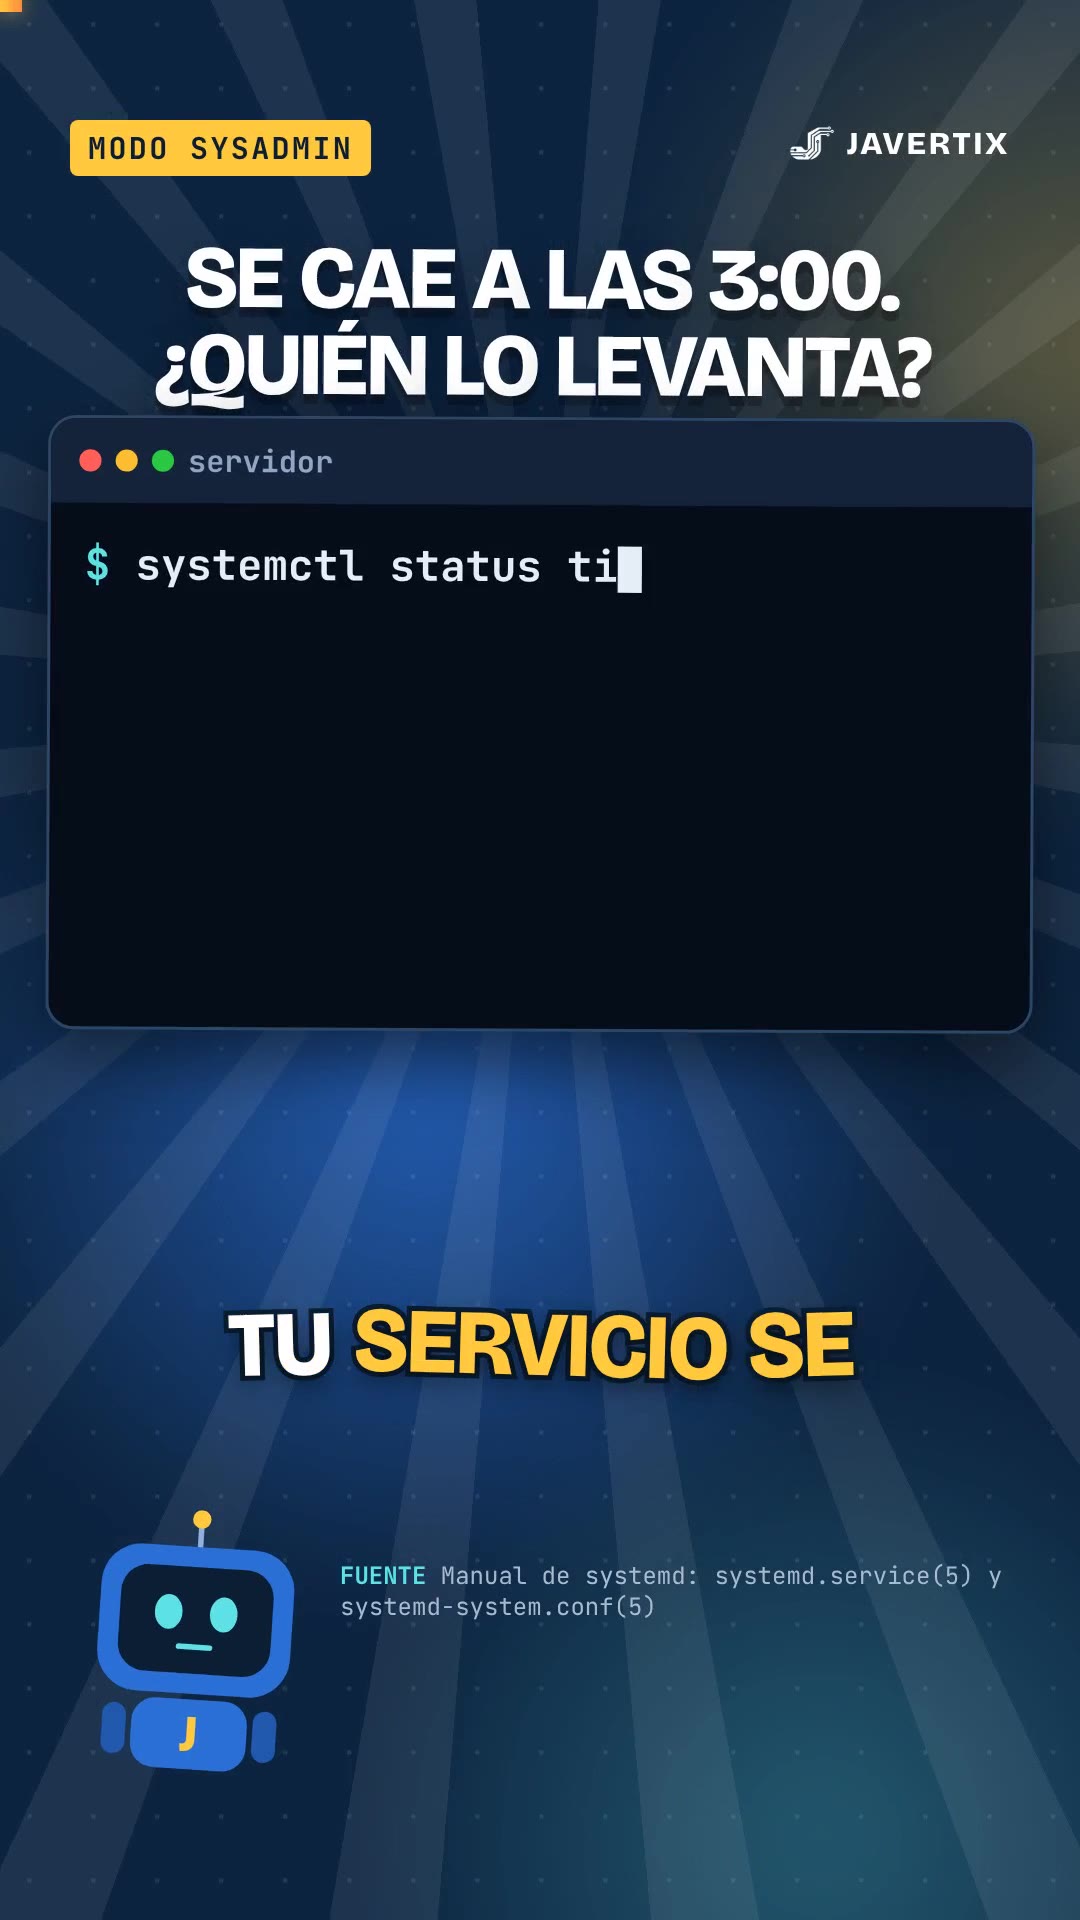 MODO SYSADMIN
JAVERTIX
SE CAE A LAS 3:00.
¿QUIÉN LO LEVANTA?
servidor
$ systemctl status ti
TU SERVICIO SE
FUENTE Manual de systemd: systemd.service(5) y
systemd-system.conf(5)
J